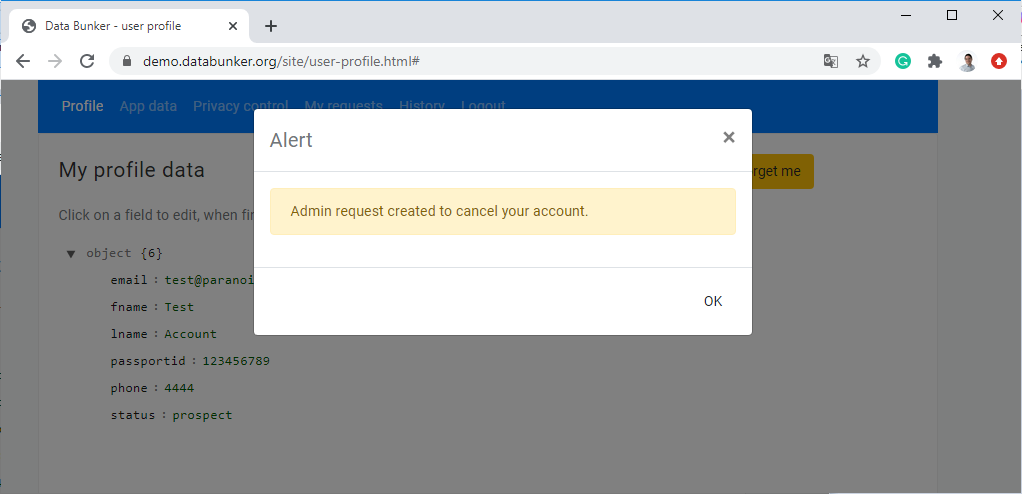 Data Bunker - user profile
demo.databunker.org/site/user-profile.html#
Profile App data Privacy control My requests History Logout
Alert
×
My profile data
rget me
Admin request created to cancel your account.
Click on a field to edit, when
object {6}
email : test@paranoi
fname : Test
OK
lname : Account
passportid : 123456789
phone : 4444
status : prospect